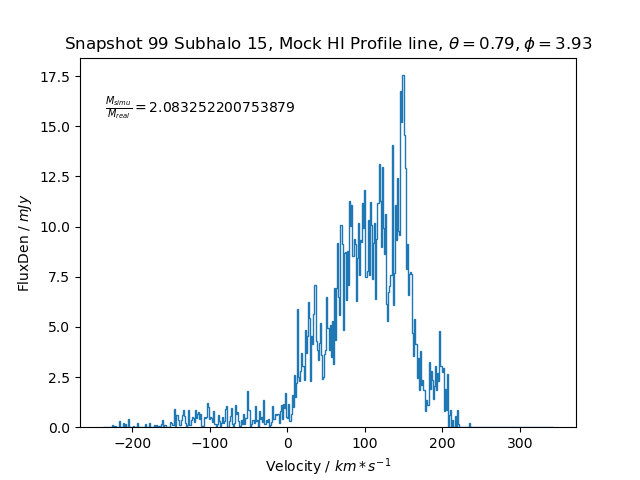 Snapshot 99 Subhalo 15, Mock HI Profile line, θ = 0.79, ϕ = 3.93
M_simu/M_real = 2.083252200753879
FluxDen / mJy
17.5
15.0
12.5
10.0
7.5
5.0
2.5
0.0
−200 −100 0 100 200 300
Velocity / km * s⁻¹